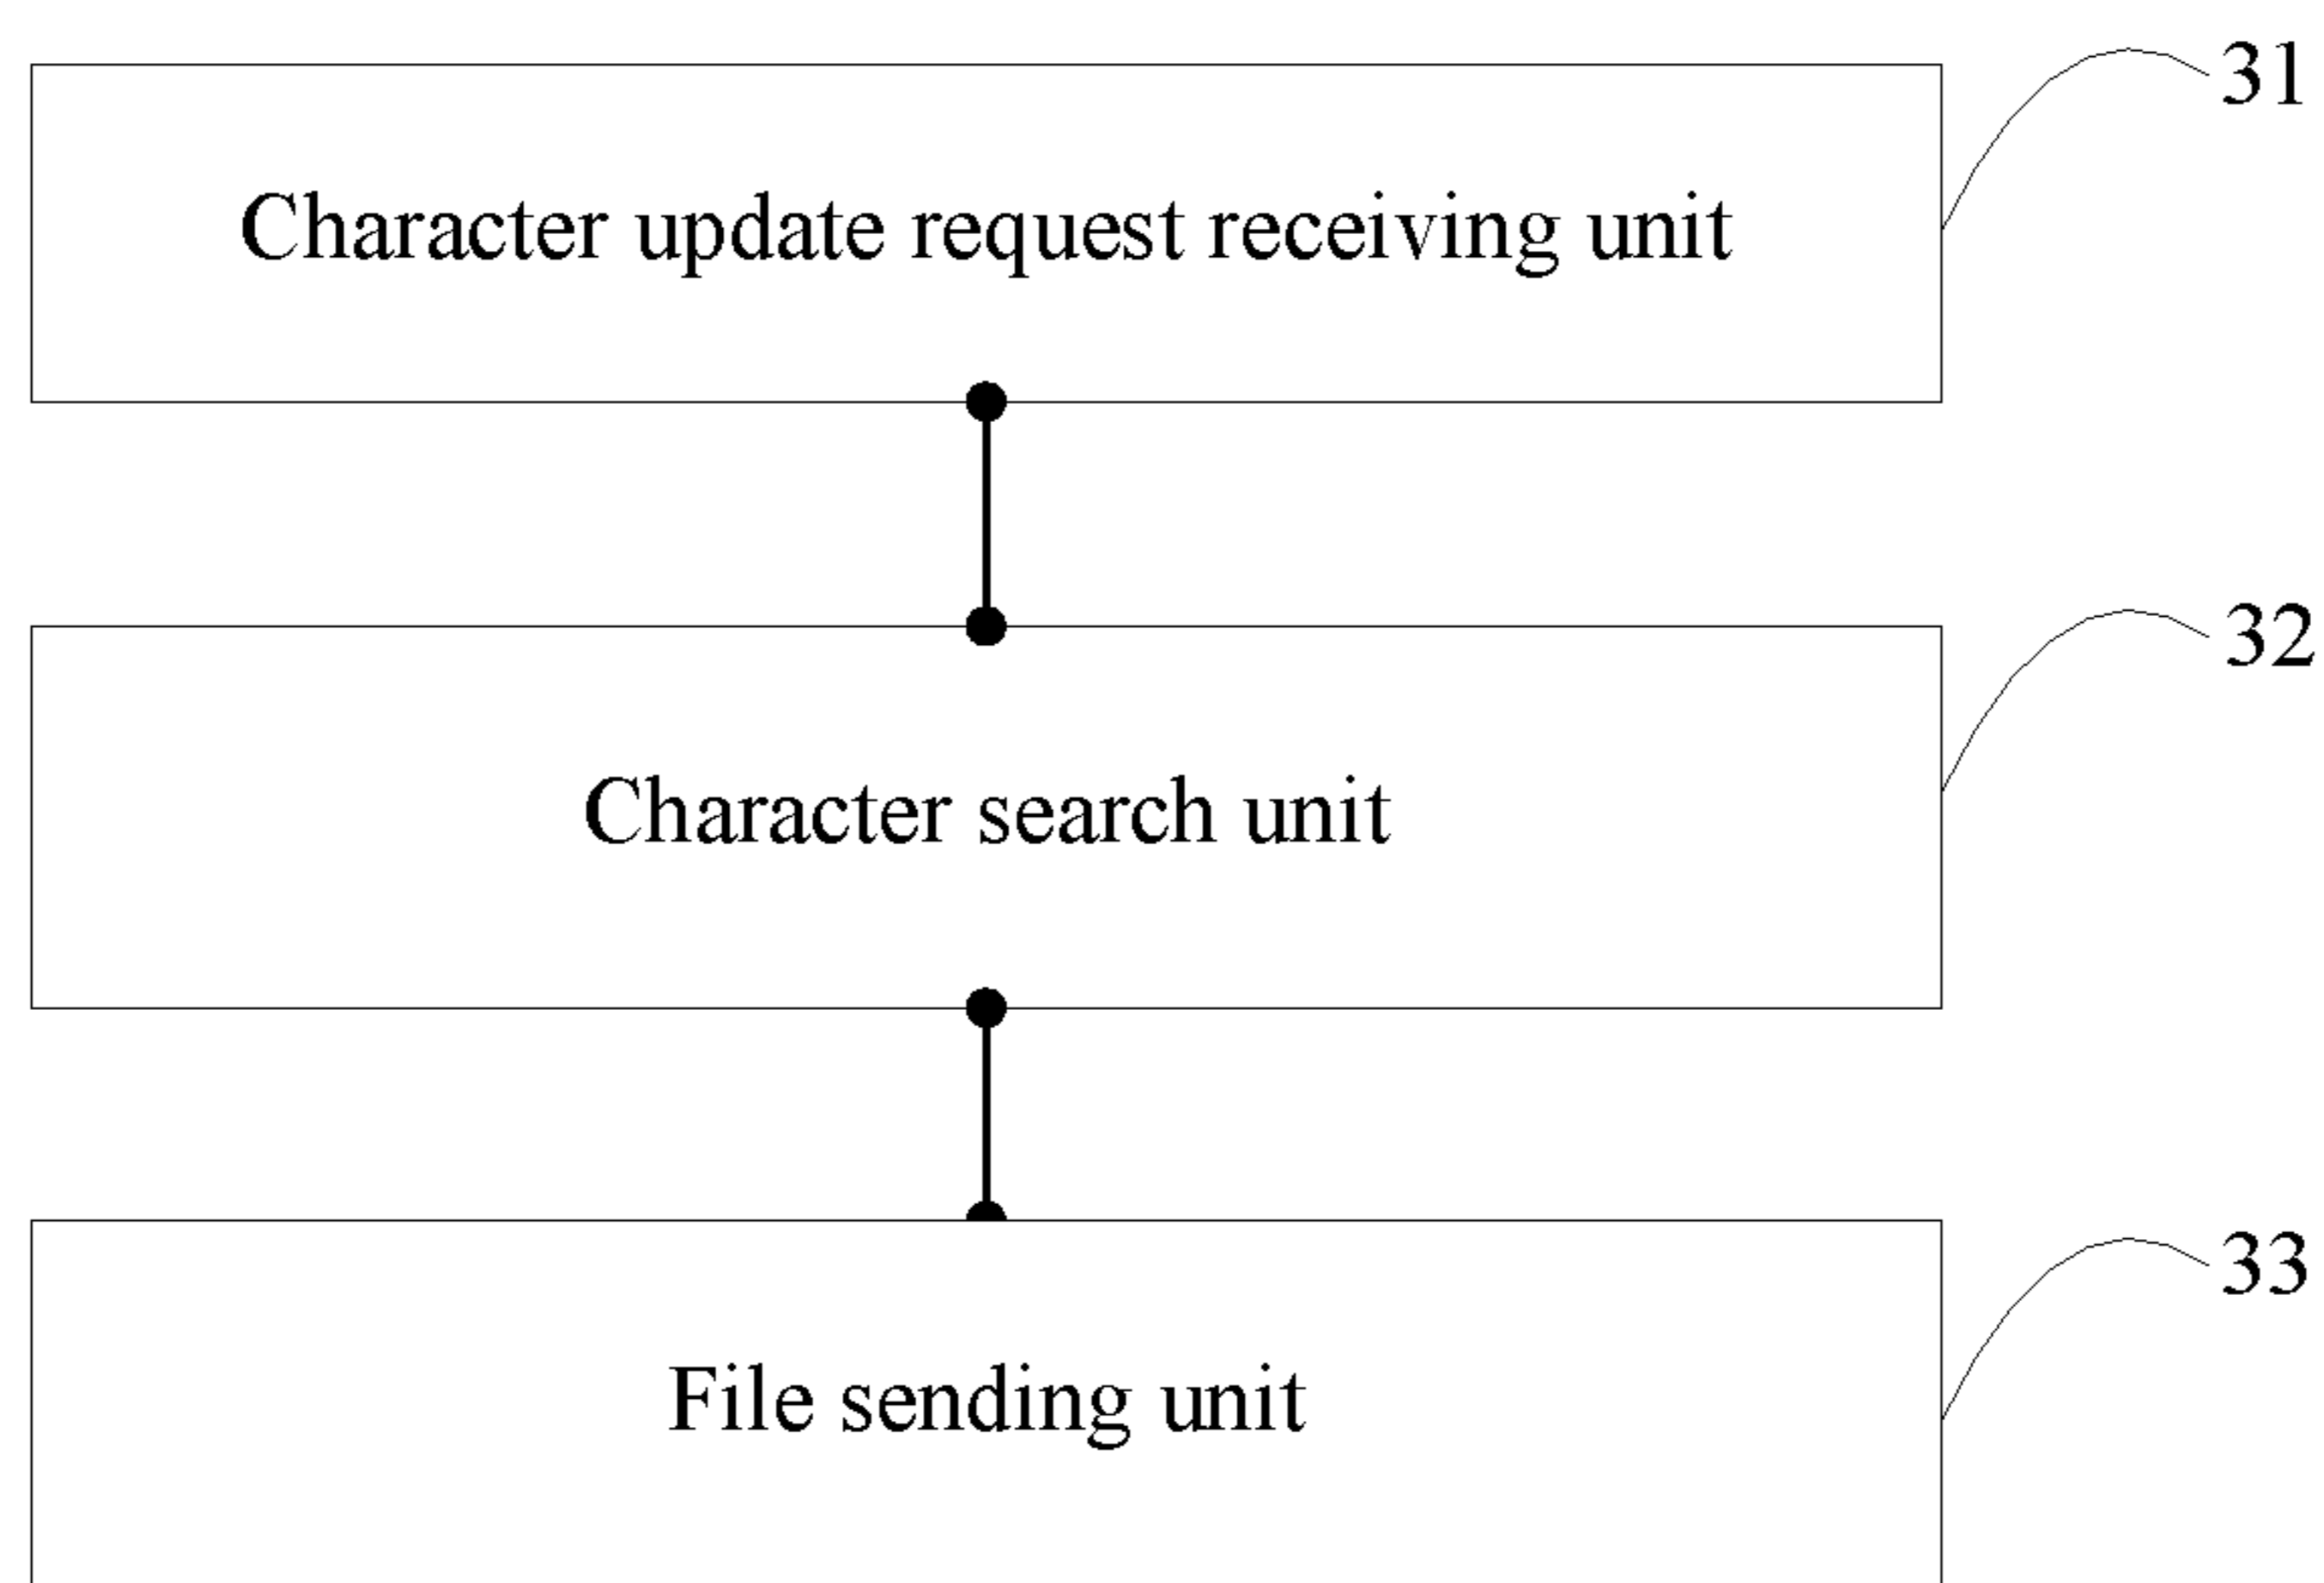 31
Character update request receiving unit
32
Character search unit
33
File sending unit